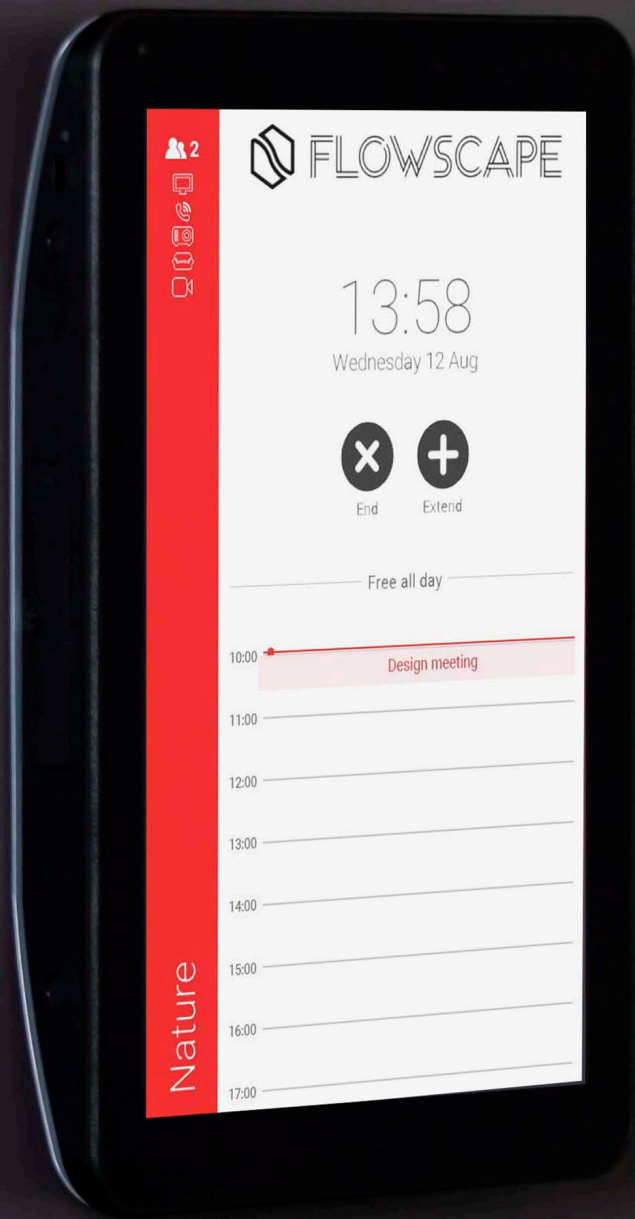 2
FLOWSCAPE
13:58
Wednesday 12 Aug
End Extend
Free all day
10:00 Design meeting
11:00
12:00
13:00
14:00
15:00
16:00
17:00
Nature